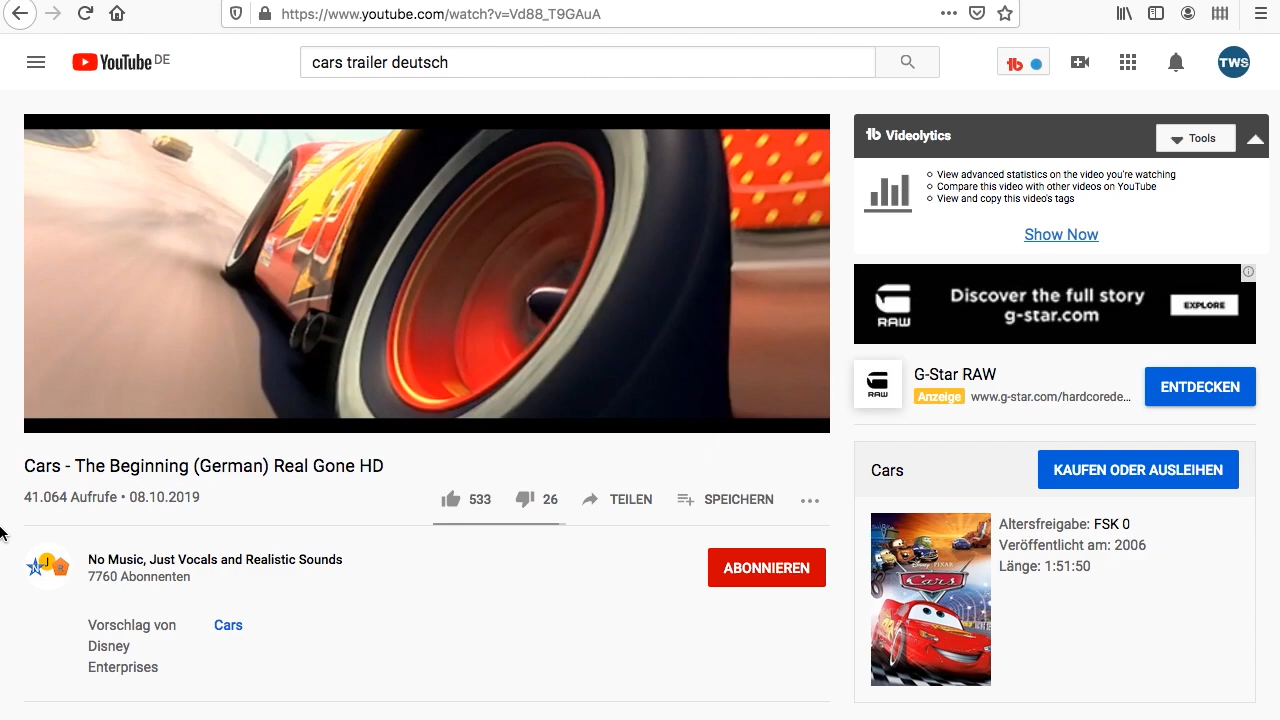 https://www.youtube.com/watch?v=Vd88_T9GAuA
YouTube DE
cars trailer deutsch
TWS
Videolytics
Tools
View advanced statistics on the video you're watching
Compare this video with other videos on YouTube
View and copy this video's tags
Show Now
RAW
Discover the full story
g-star.com
EXPLORE
RAW
G-Star RAW
Anzeige www.g-star.com/hardcorede...
ENTDECKEN
Cars - The Beginning (German) Real Gone HD
41.064 Aufrufe • 08.10.2019
533
26
TEILEN
SPEICHERN
No Music, Just Vocals and Realistic Sounds
7760 Abonnenten
ABONNIEREN
Vorschlag von
Disney
Enterprises
Cars
Cars
KAUFEN ODER AUSLEIHEN
Disney PIXAR
Cars
Altersfreigabe: FSK 0
Veröffentlicht am: 2006
Länge: 1:51:50